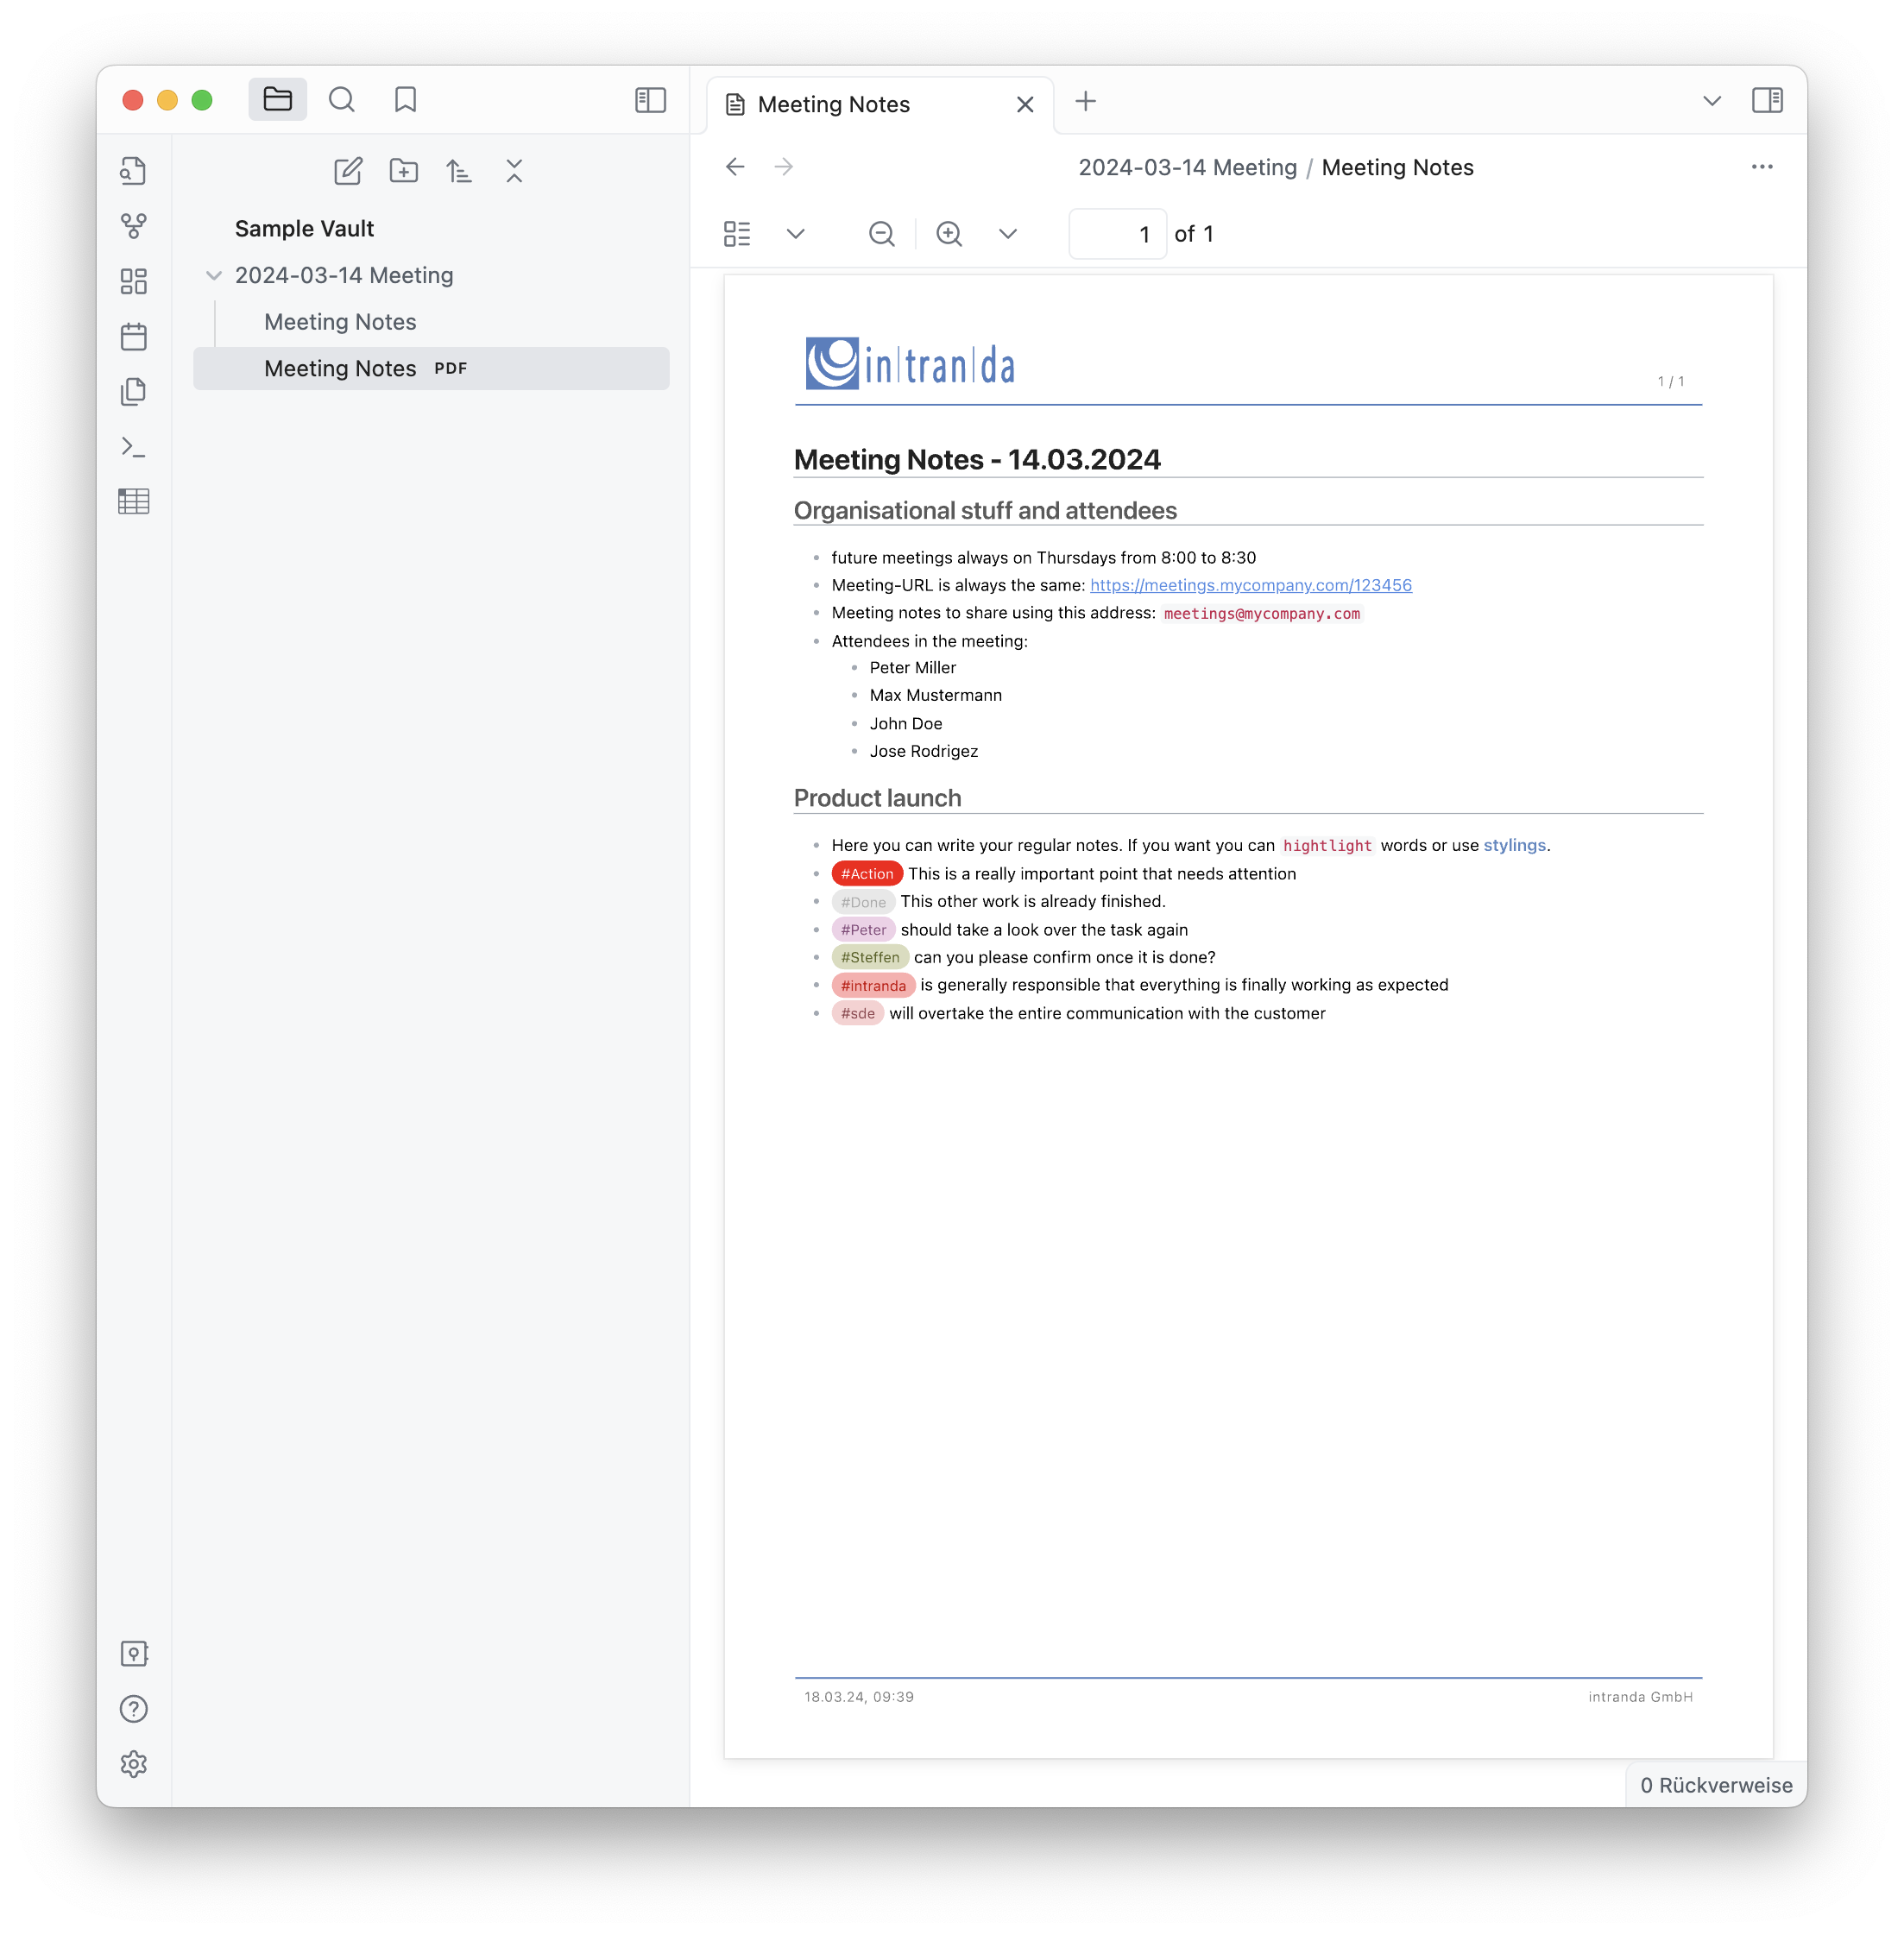 Meeting Notes
2024-03-14 Meeting / Meeting Notes
Sample Vault
2024-03-14 Meeting
Meeting Notes
Meeting Notes PDF
1 of 1
in|tran|da
1 / 1
Meeting Notes - 14.03.2024
Organisational stuff and attendees
future meetings always on Thursdays from 8:00 to 8:30
Meeting-URL is always the same: https://meetings.mycompany.com/123456
Meeting notes to share using this address: meetings@mycompany.com
Attendees in the meeting:
Peter Miller
Max Mustermann
John Doe
Jose Rodrigez
Product launch
Here you can write your regular notes. If you want you can hightlight words or use stylings.
#Action This is a really important point that needs attention
#Done This other work is already finished.
#Peter should take a look over the task again
#Steffen can you please confirm once it is done?
#intranda is generally responsible that everything is finally working as expected
#sde will overtake the entire communication with the customer
18.03.24, 09:39
intranda GmbH
0 Rückverweise